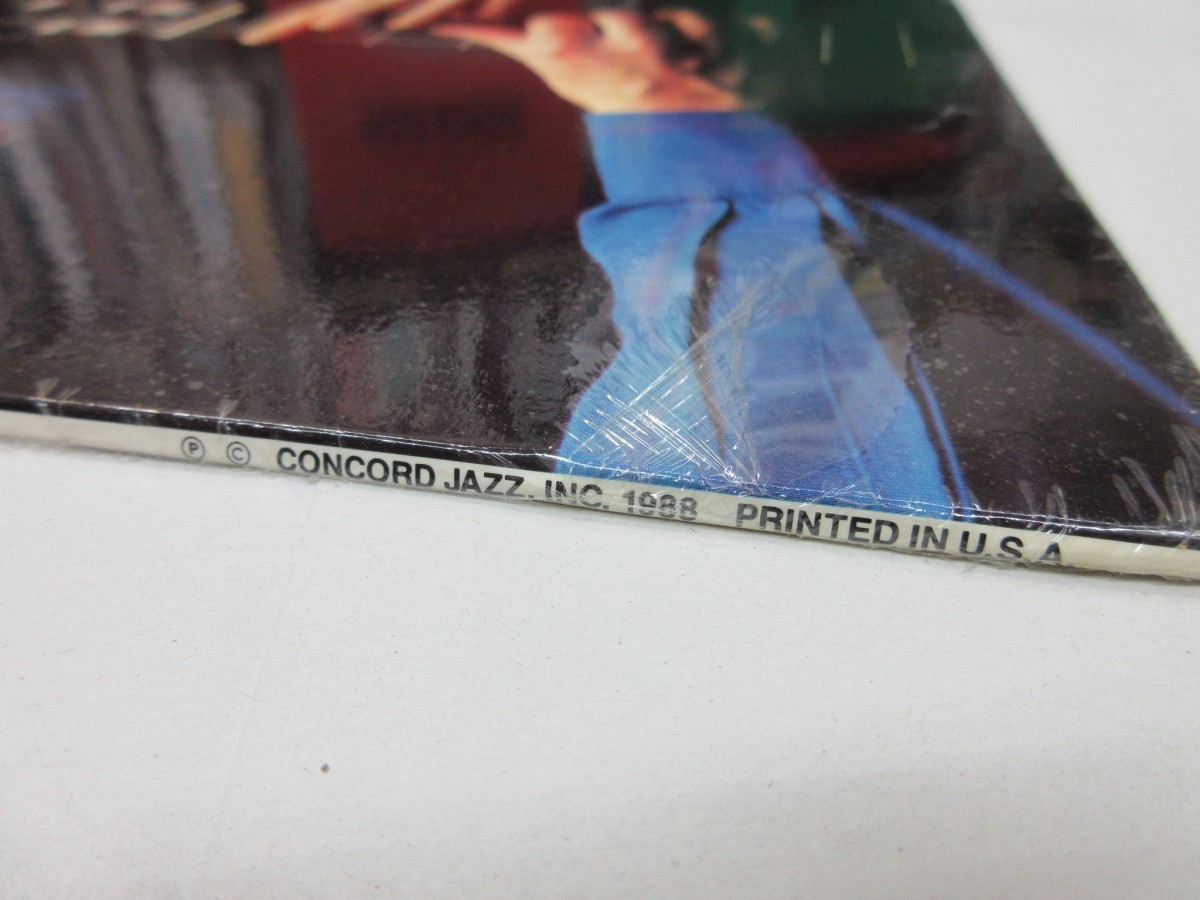 Ⓟ © CONCORD JAZZ, INC. 1988 PRINTED IN U.S.A